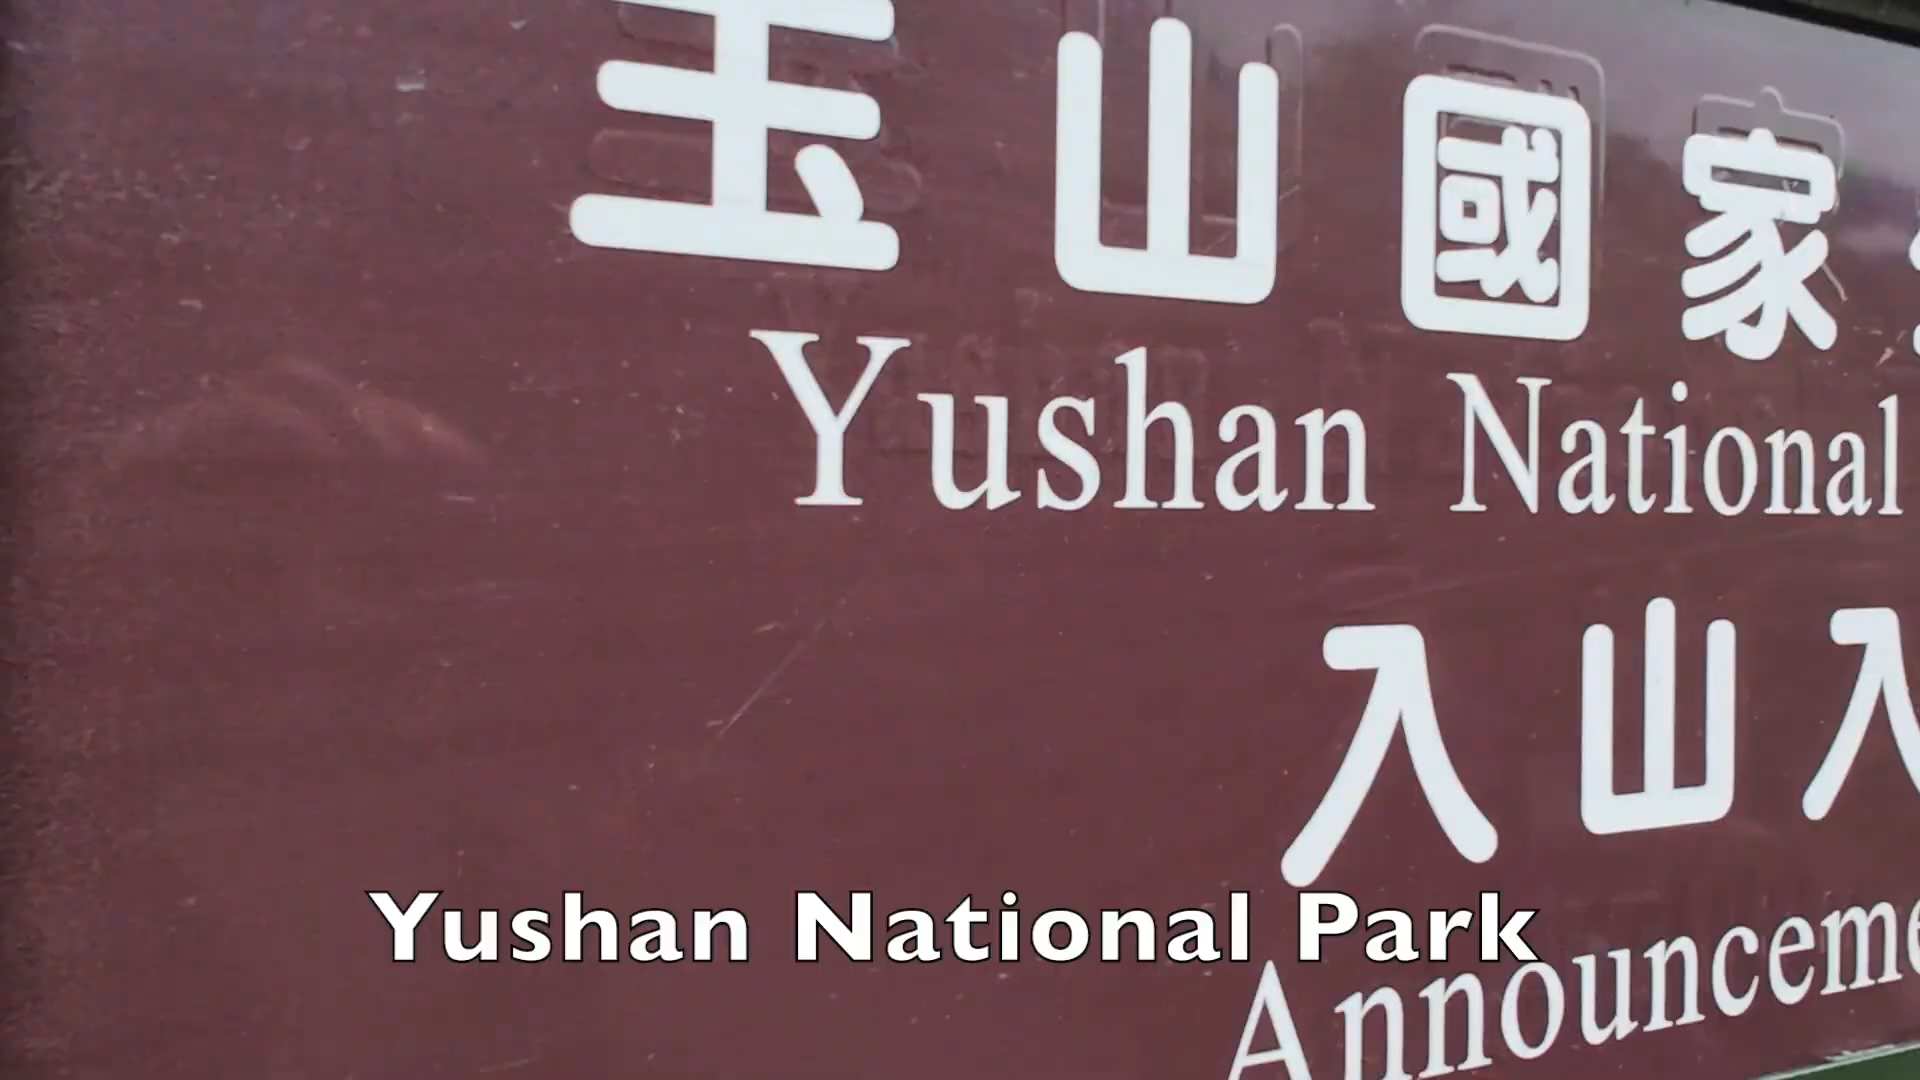 玉山國家
Yushan National
入山入
Yushan National Park
Announceme